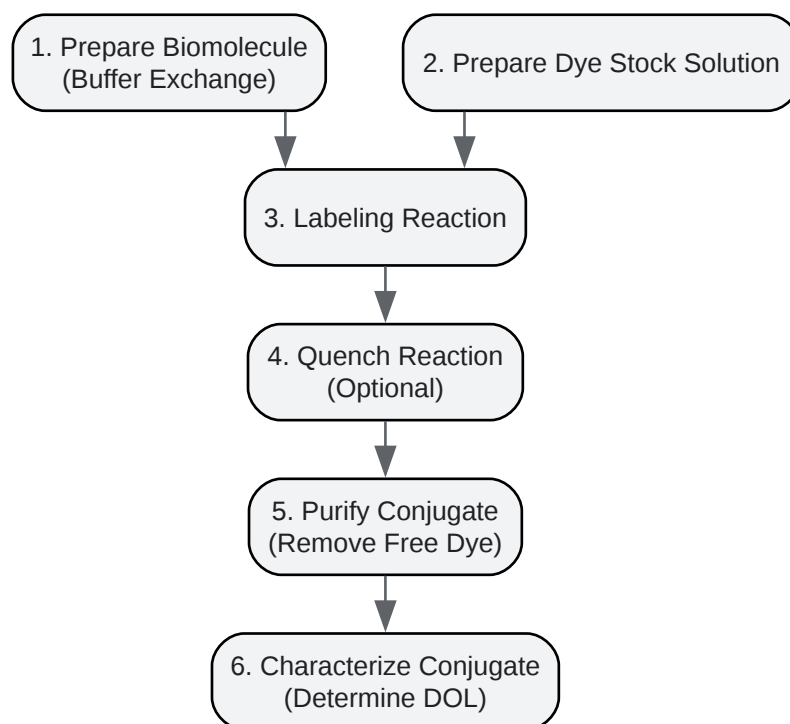 1. Prepare Biomolecule
(Buffer Exchange)
2. Prepare Dye Stock Solution
3. Labeling Reaction
4. Quench Reaction
(Optional)
5. Purify Conjugate
(Remove Free Dye)
6. Characterize Conjugate
(Determine DOL)